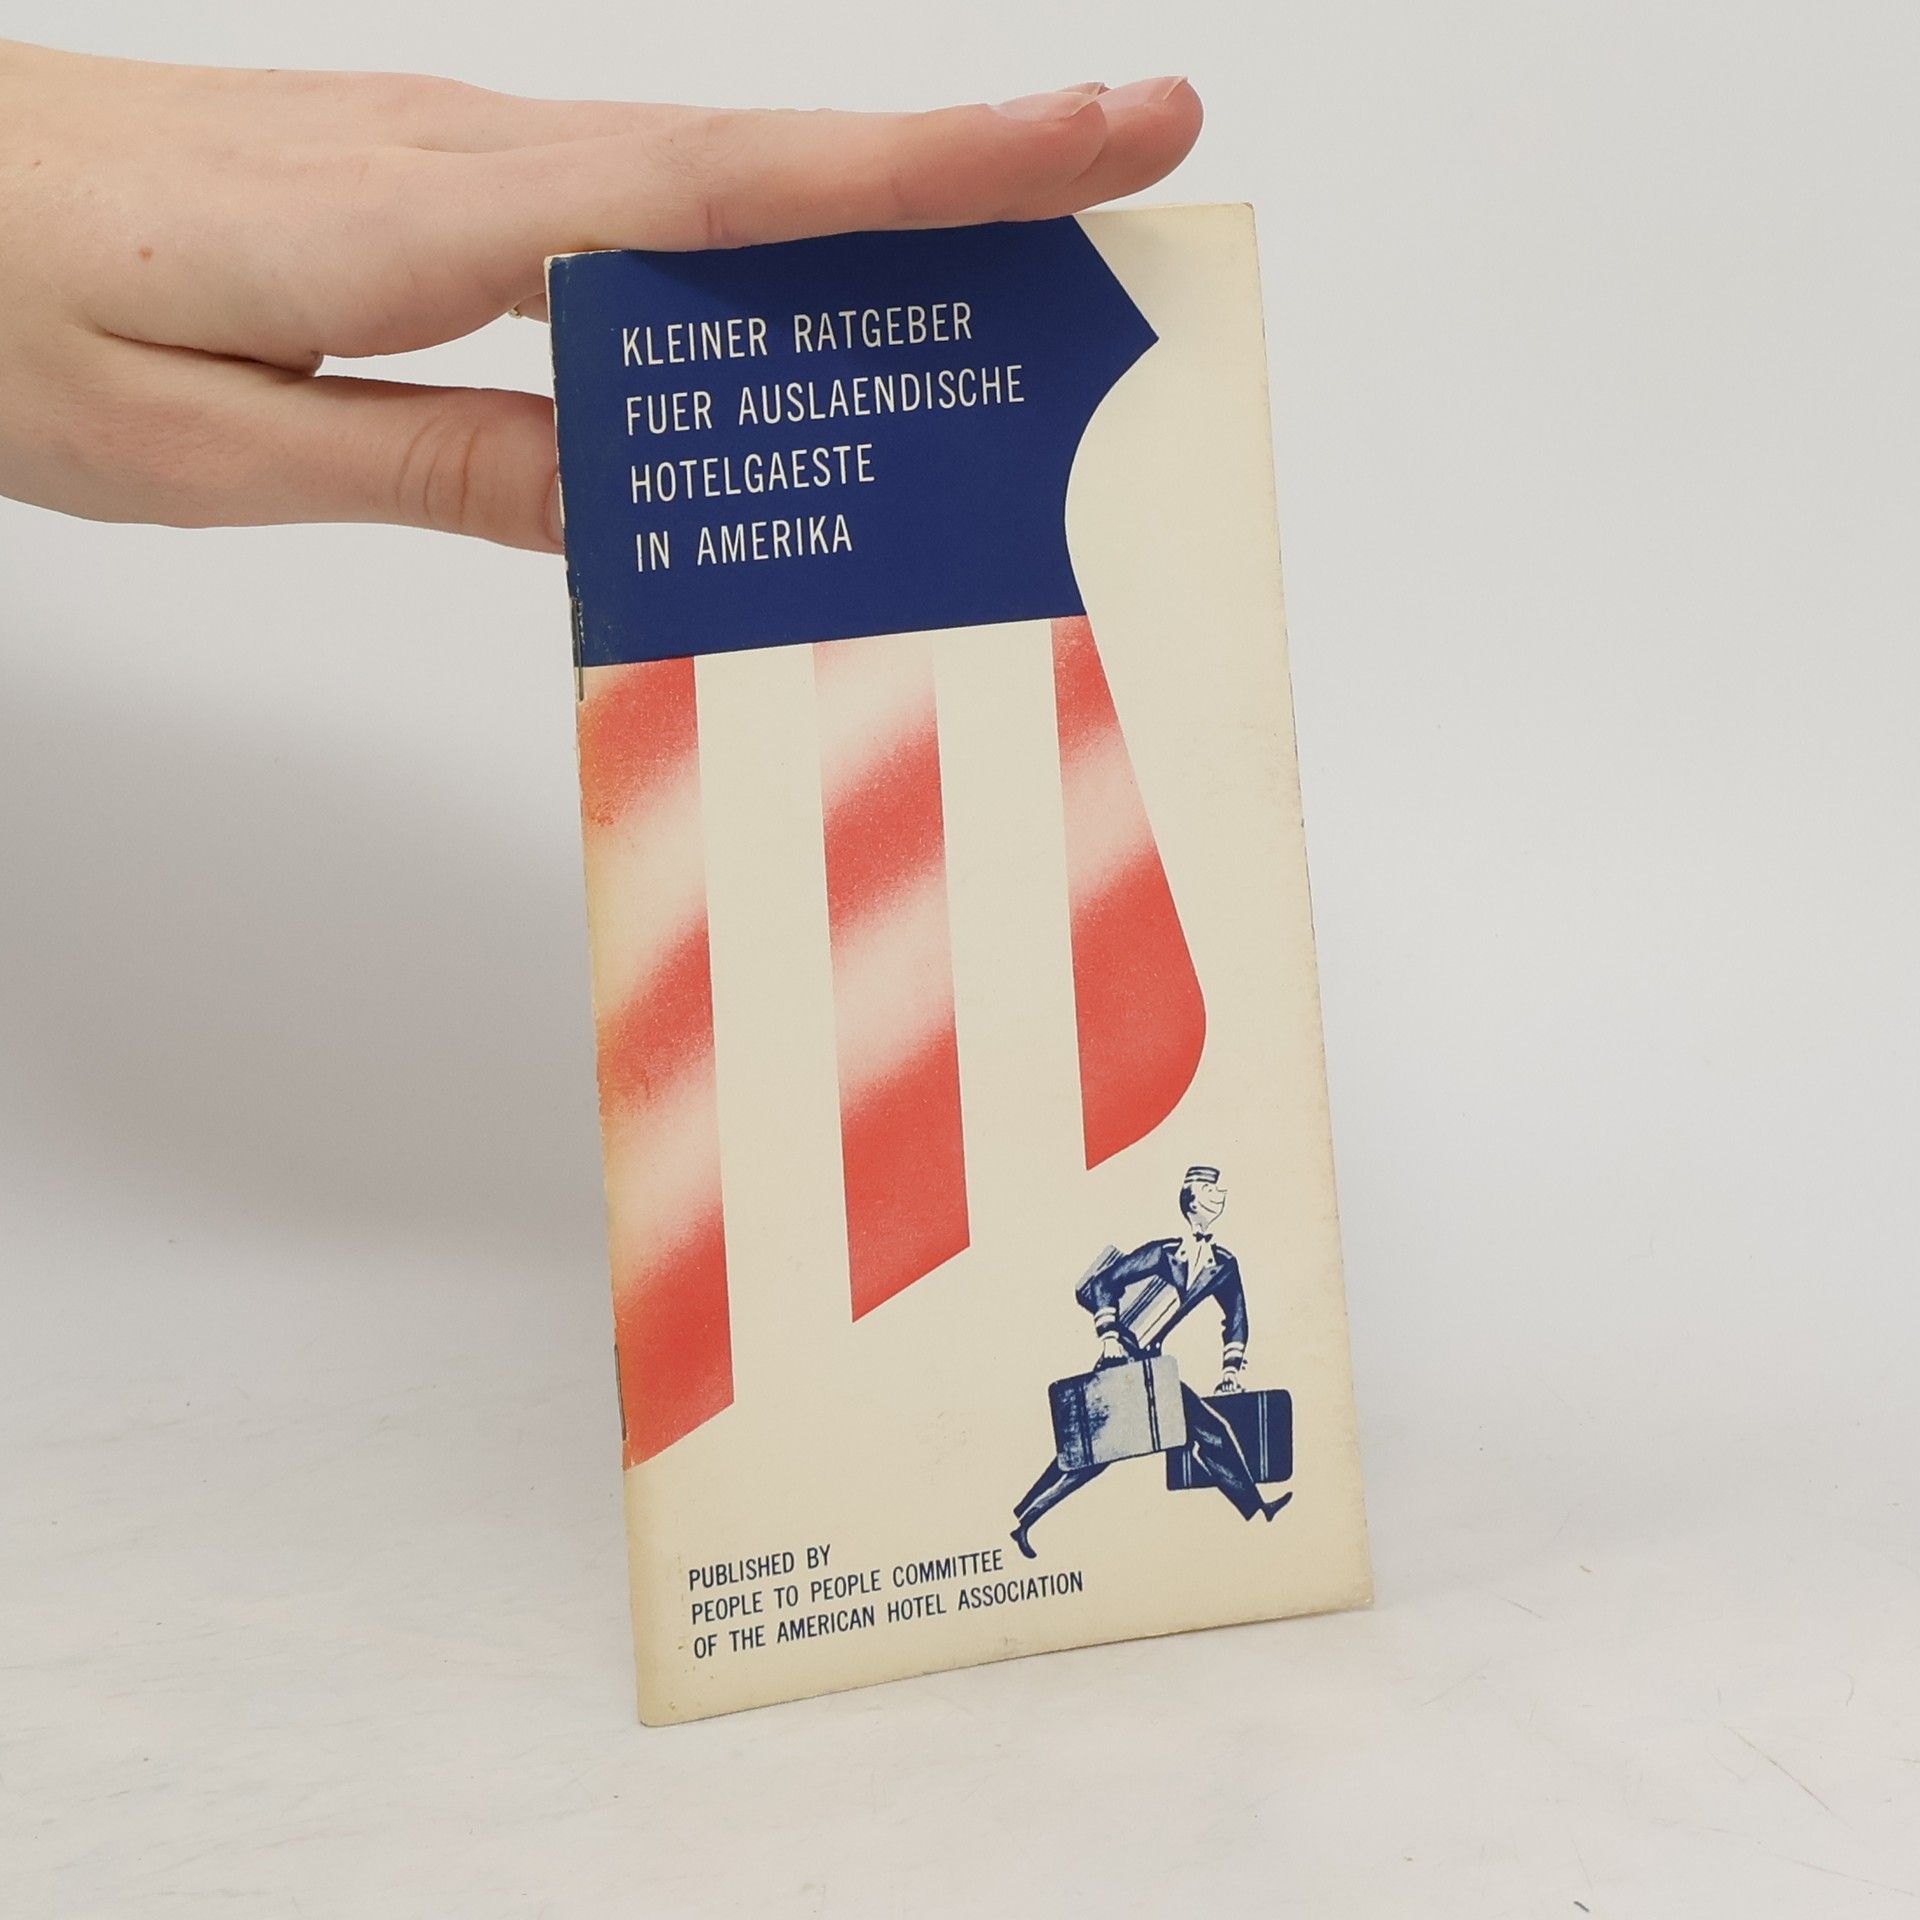 KLEINER RATGEBER
FUER AUSLAENDISCHE
HOTELGAESTE
IN AMERIKA
PUBLISHED BY
PEOPLE TO PEOPLE COMMITTEE
OF THE AMERICAN HOTEL ASSOCIATION